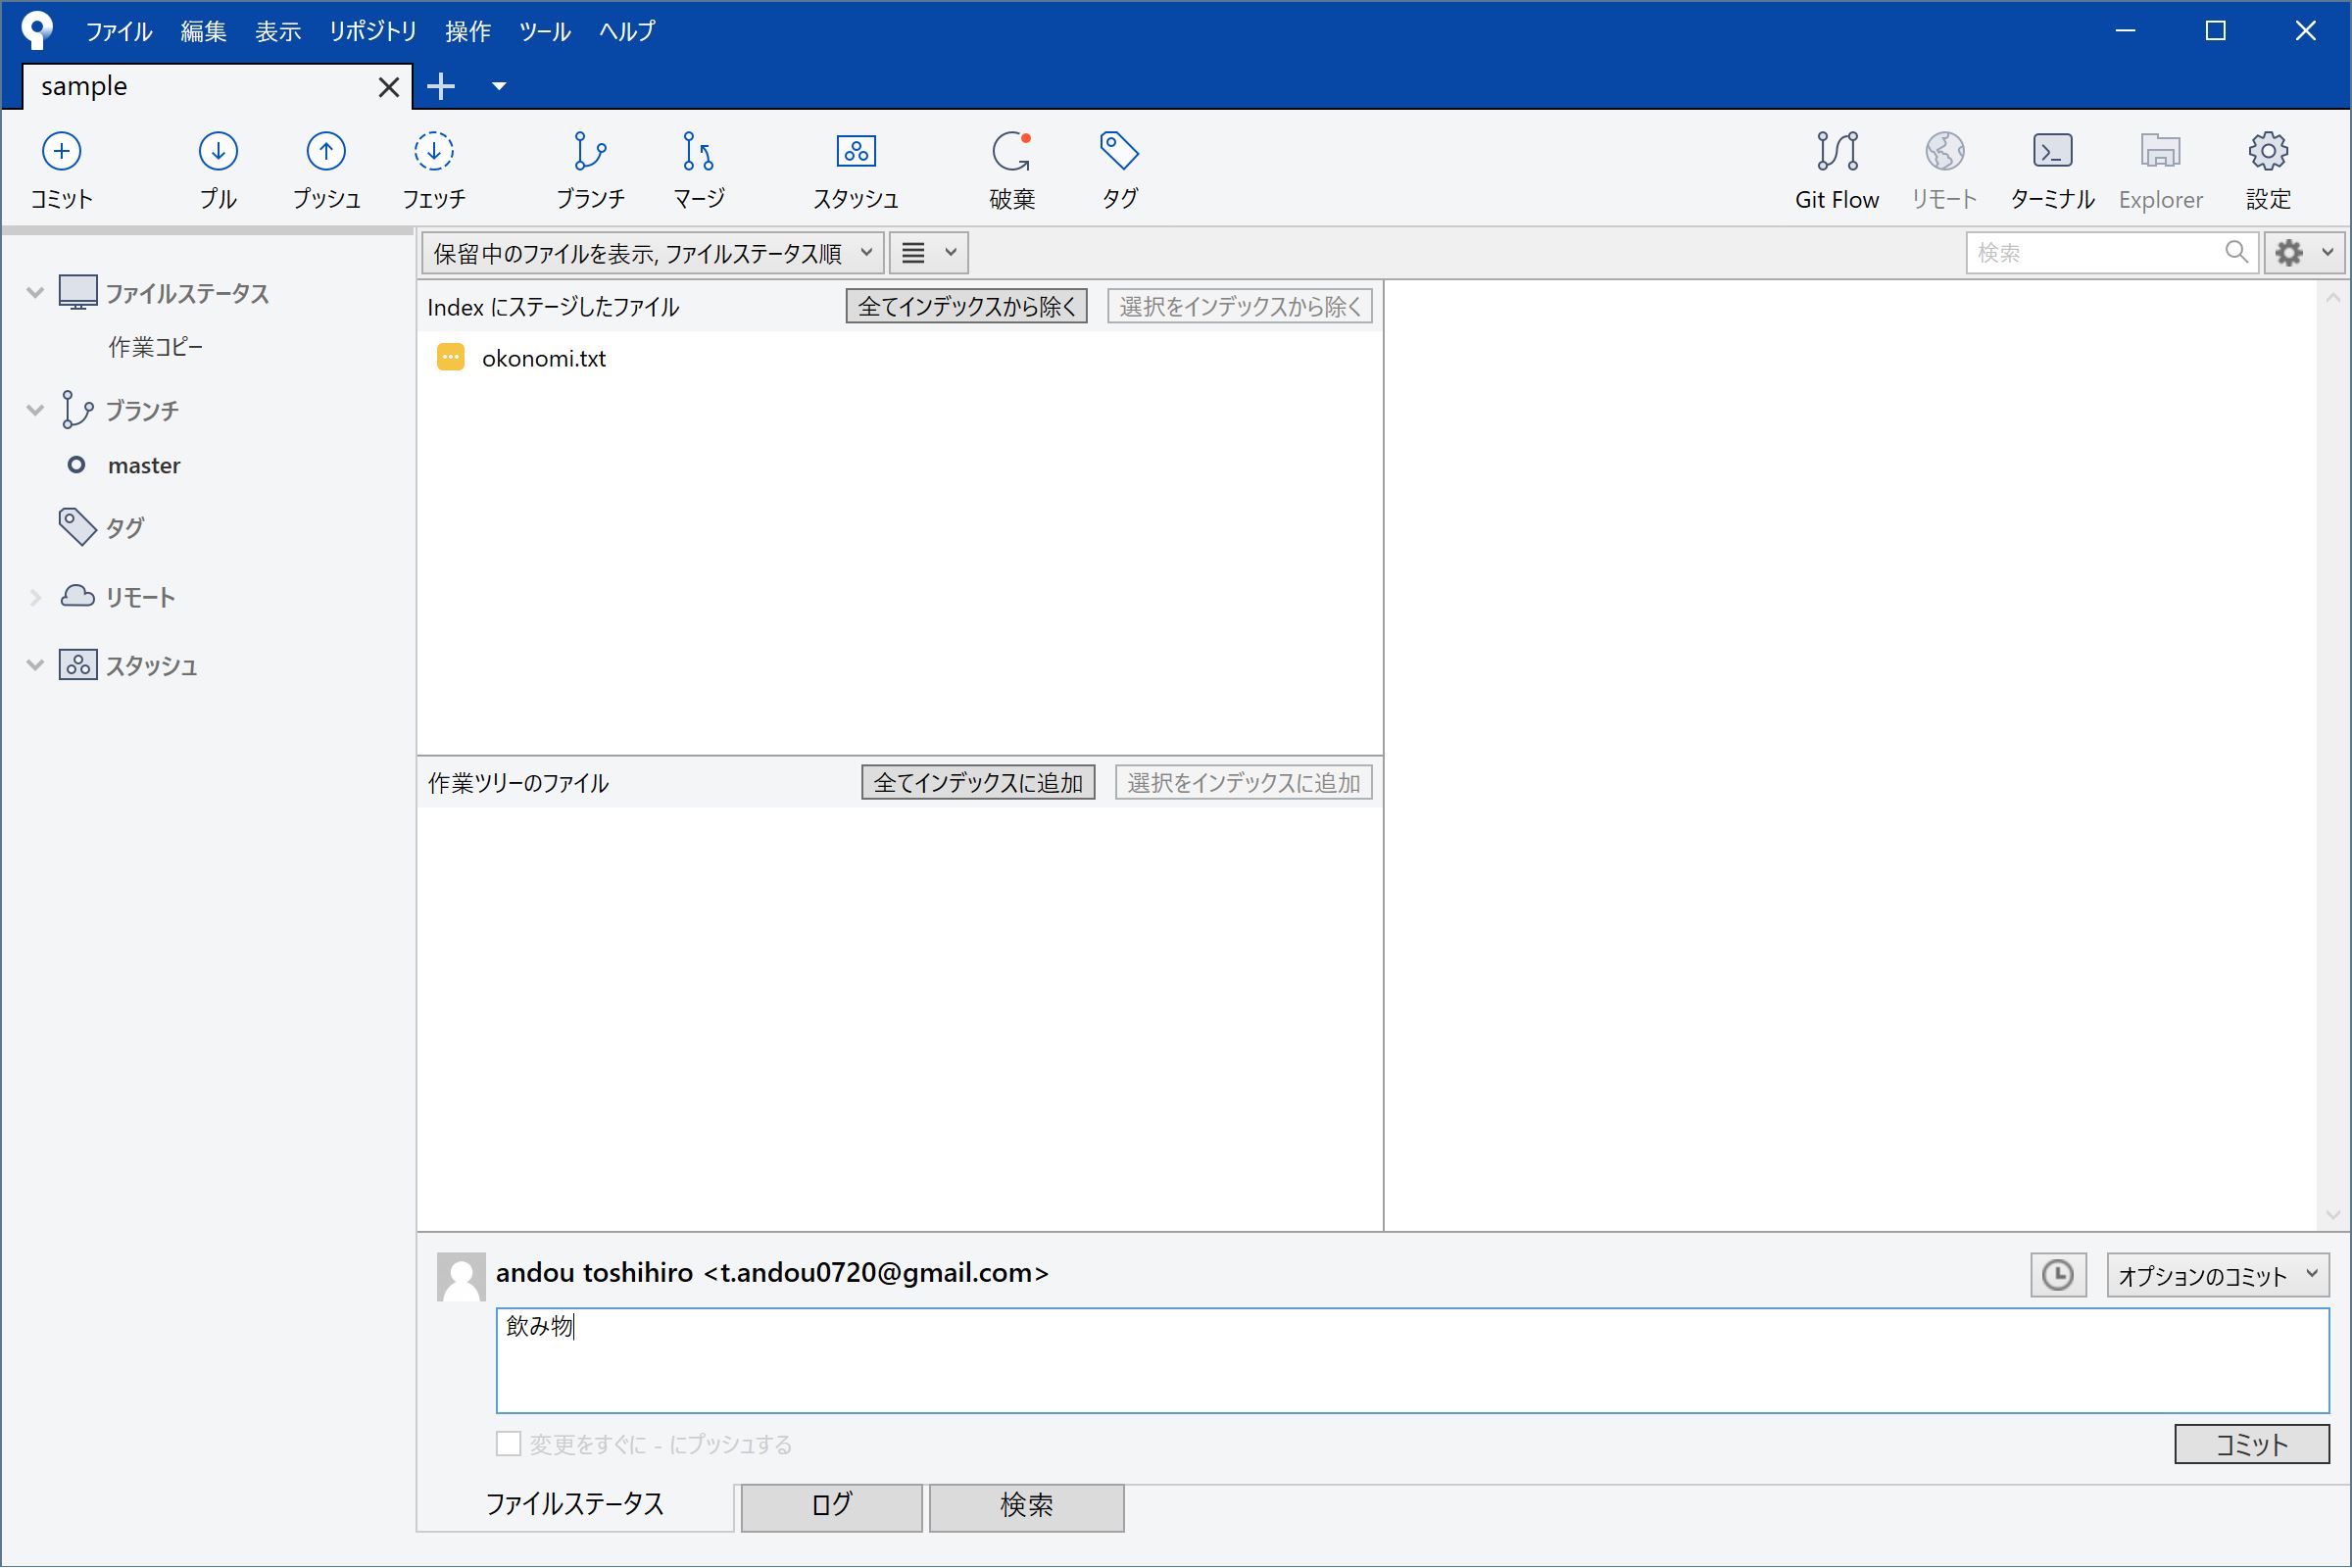 ファイル 編集 表示 リポジトリ 操作 ツール ヘルプ
sample
コミット プル プッシュ フェッチ ブランチ マージ スタッシュ 破棄 タグ Git Flow リモート ターミナル Explorer 設定
保留中のファイルを表示, ファイルステータス順 検索
ファイルステータス
作業コピー
ブランチ
master
タグ
リモート
スタッシュ
Index にステージしたファイル 全てインデックスから除く 選択をインデックスから除く
okonomi.txt
作業ツリーのファイル 全てインデックスに追加 選択をインデックスに追加
andou toshihiro <t.andou0720@gmail.com> オプションのコミット
飲み物
変更をすぐに - にプッシュする コミット
ファイルステータス ログ 検索